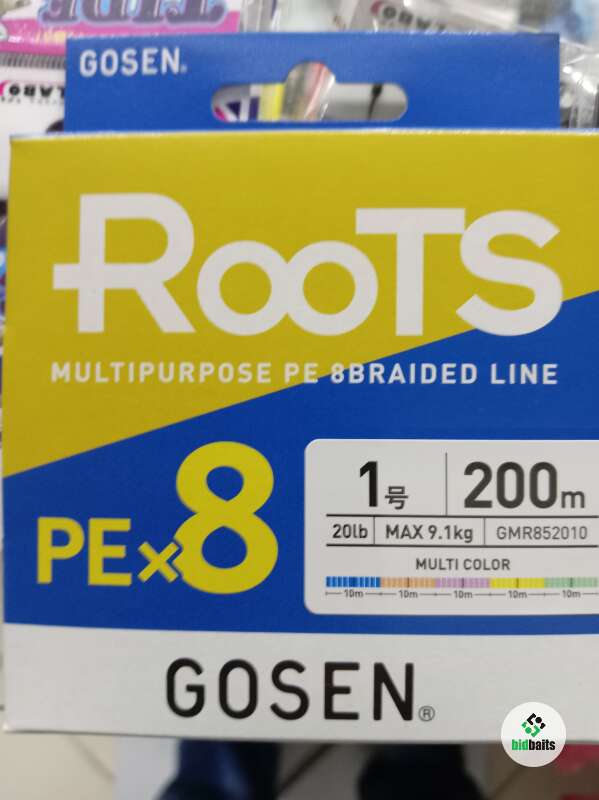 GOSEN®
LABO
RooTS
MULTIPURPOSE PE 8BRAIDED LINE
PE×8
1号 200m
20lb MAX 9.1kg GMR852010
MULTI COLOR
10m 10m 10m 10m 10m
GOSEN®
bidbaits